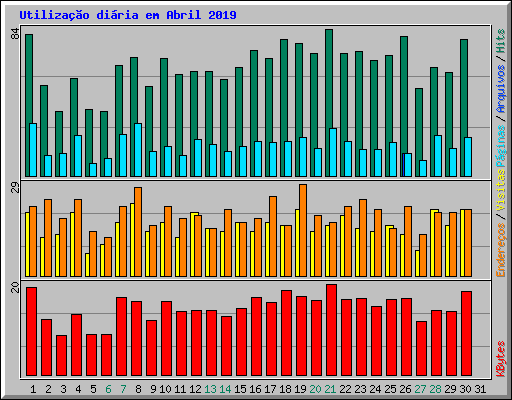 Utilização diária em Abril 2019
84
29
20
Endereços / Visitas Páginas / Arquivos / Hits
KBytes
1 2 3 4 5 6 7 8 9 10 11 12 13 14 15 16 17 18 19 20 21 22 23 24 25 26 27 28 29 30 31